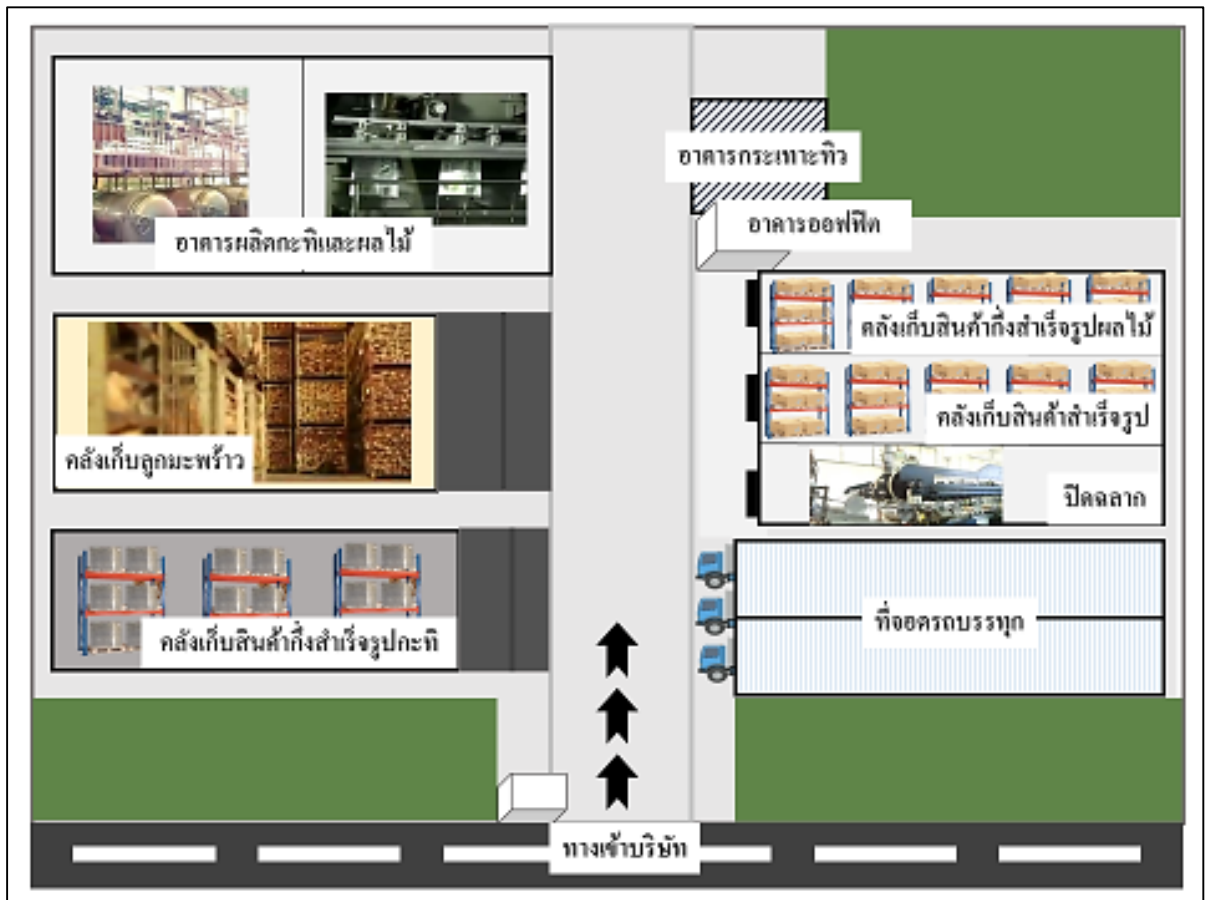 อาคารกระเทาะทิว
อาคารออฟฟิต
อาคารผลิตกะทิและผลไม้
คลังเก็บสินค้ากึ่งสำเร็จรูปผลไม้
คลังเก็บสินค้าสำเร็จรูป
คลังเก็บลูกมะพร้าว
ปิดฉลาก
ที่จอดรถบรรทุก
คลังเก็บสินค้ากึ่งสำเร็จรูปกะทิ
ทางเข้าบริษัท